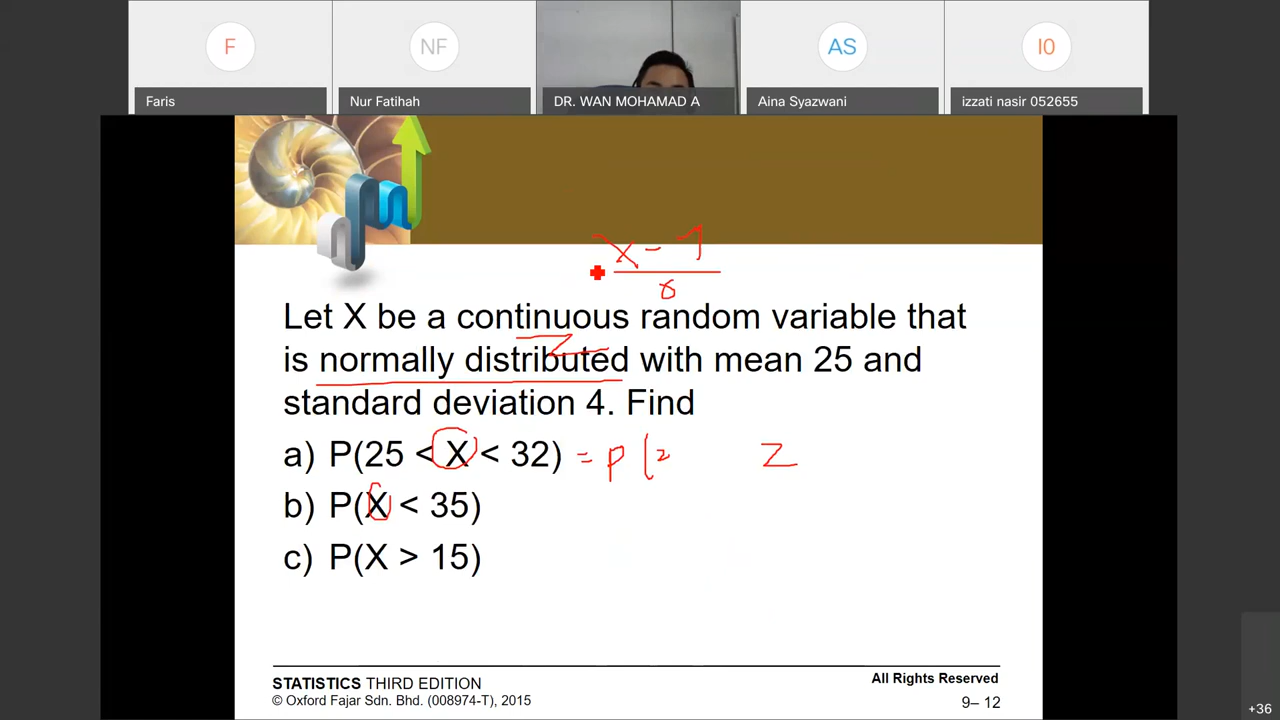 F NF AS I0
Faris Nur Fatihah DR. WAN MOHAMAD A Aina Syazwani izzati nasir 052655
x -
Let X be a continuous random variable that
Z
is normally distributed with mean 25 and
standard deviation 4. Find
a) P(25 < X < 32) = P ( 2 Z
b) P(X < 35)
c) P(X > 15)
STATISTICS THIRD EDITION All Rights Reserved
© Oxford Fajar Sdn. Bhd. (008974-T), 2015 9– 12
+36